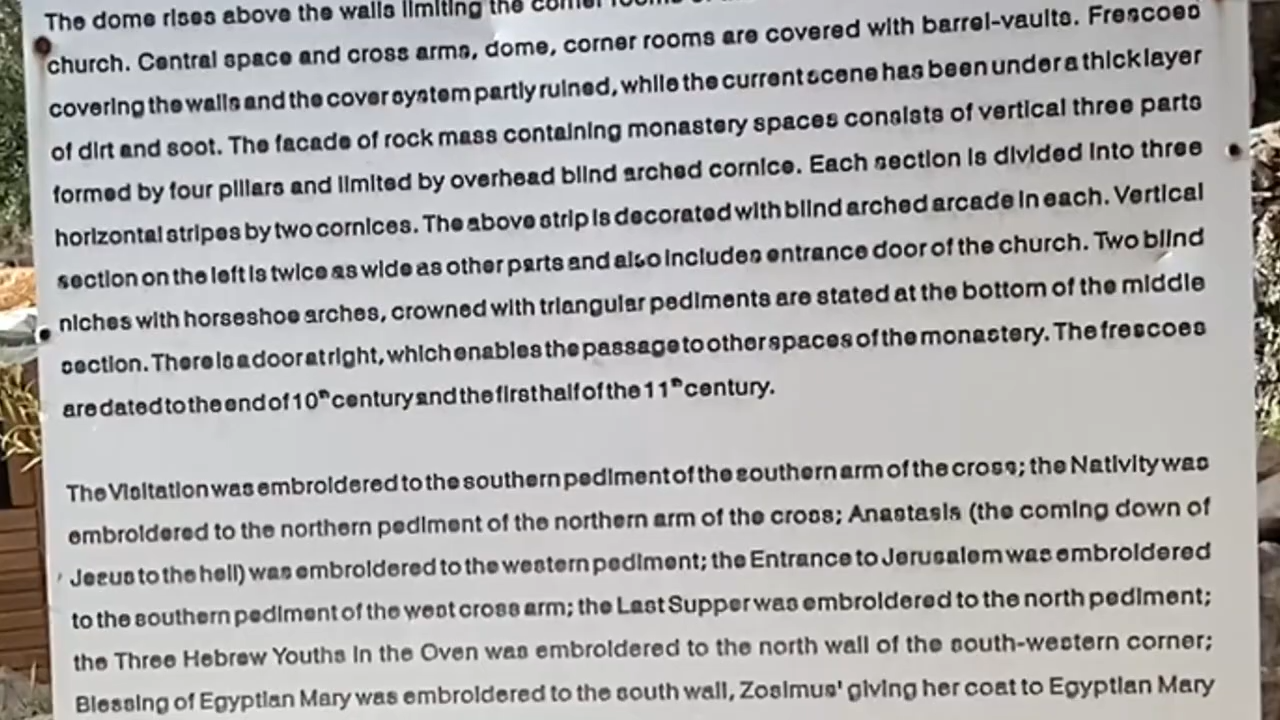 The dome rises above the walls limiting the corner rooms of
church. Central space and cross arms, dome, corner rooms are covered with barrel-vaults. Frescoes
covering the walls and the cover system partly ruined, while the current scene has been under a thick layer
of dirt and soot. The facade of rock mass containing monastery spaces consists of vertical three parts
formed by four pillars and limited by overhead blind arched cornice. Each section is divided into three
horizontal stripes by two cornices. The above strip is decorated with blind arched arcade in each. Vertical
section on the left is twice as wide as other parts and also includes entrance door of the church. Two blind
niches with horseshoe arches, crowned with triangular pediments are stated at the bottom of the middle
section. There is a door at right, which enables the passage to other spaces of the monastery. The frescoes
are dated to the end of 10th century and the first half of the 11th century.
The Visitation was embroidered to the southern pediment of the southern arm of the cross; the Nativity was
embroidered to the northern pediment of the northern arm of the cross; Anastasis (the coming down of
Jesus to the hell) was embroidered to the western pediment; the Entrance to Jerusalem was embroidered
to the southern pediment of the west cross arm; the Last Supper was embroidered to the north pediment;
the Three Hebrew Youths in the Oven was embroidered to the north wall of the south-western corner;
Blessing of Egyptian Mary was embroidered to the south wall, Zosimus' giving her coat to Egyptian Mary